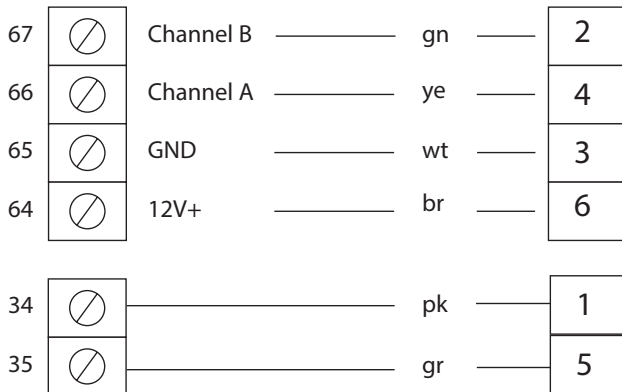 67 Channel B gn 2
66 Channel A ye 4
65 GND wt 3
64 12V+ br 6
34 pk 1
35 gr 5